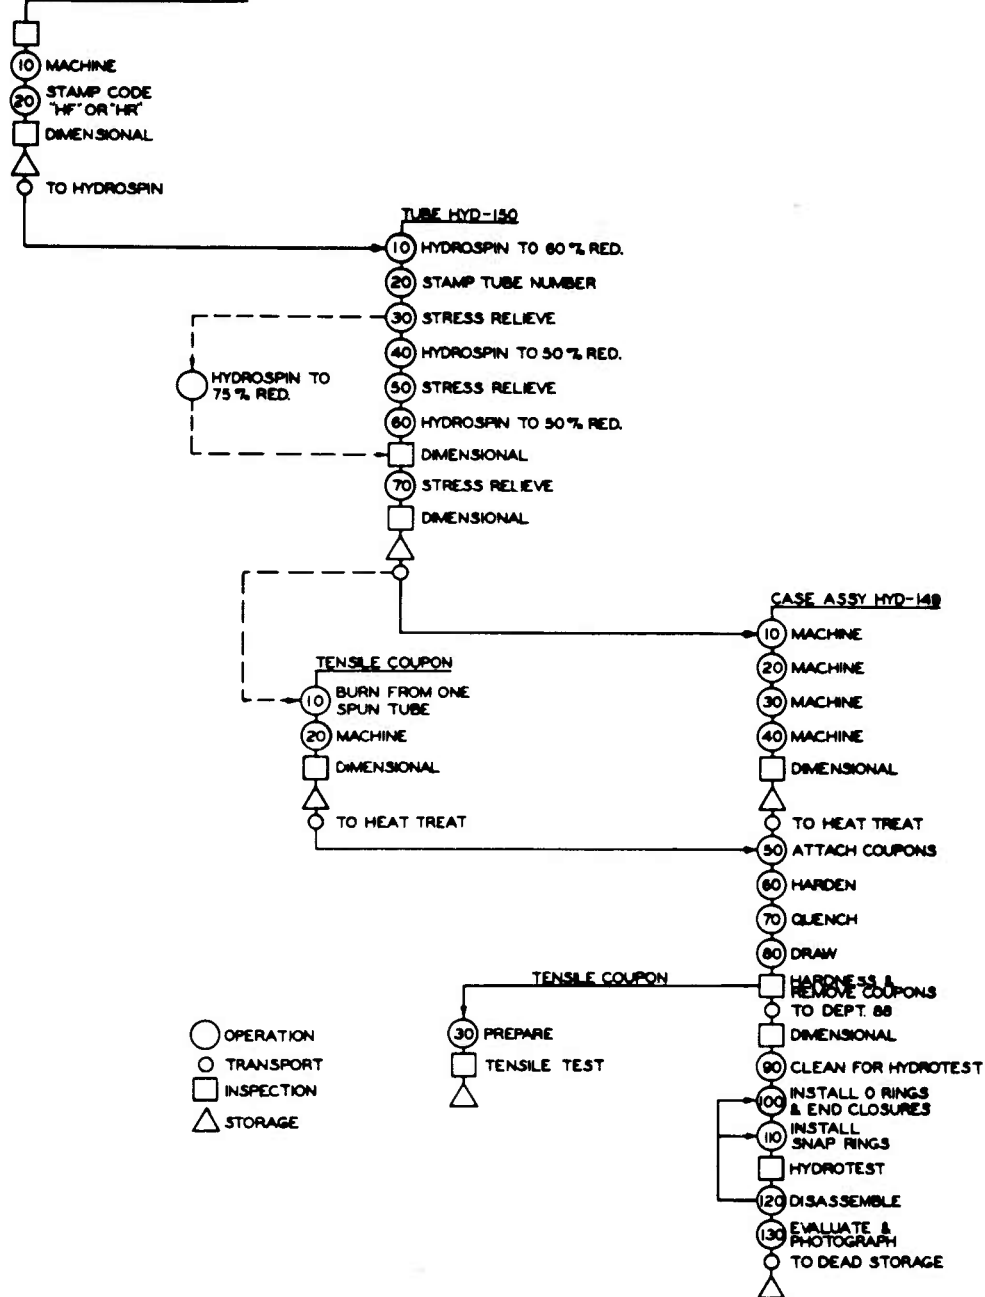 10 MACHINE
20 STAMP CODE
"HF" OR "HR"
DIMENSIONAL
TO HYDROSPIN
TUBE HYD-150
10 HYDROSPIN TO 60 % RED.
20 STAMP TUBE NUMBER
30 STRESS RELIEVE
40 HYDROSPIN TO 50 % RED.
HYDROSPIN TO
75 % RED.
50 STRESS RELIEVE
60 HYDROSPIN TO 50 % RED.
DIMENSIONAL
70 STRESS RELIEVE
DIMENSIONAL
TENSILE COUPON
10 BURN FROM ONE
SPUN TUBE
20 MACHINE
DIMENSIONAL
TO HEAT TREAT
CASE ASSY HYD-149
10 MACHINE
20 MACHINE
30 MACHINE
40 MACHINE
DIMENSIONAL
TO HEAT TREAT
50 ATTACH COUPONS
60 HARDEN
70 QUENCH
80 DRAW
HARDNESS &
REMOVE COUPONS
TO DEPT. 88
DIMENSIONAL
90 CLEAN FOR HYDROTEST
100 INSTALL O RINGS
& END CLOSURES
110 INSTALL
SNAP RINGS
HYDROTEST
120 DISASSEMBLE
130 EVALUATE &
PHOTOGRAPH
TO DEAD STORAGE
TENSILE COUPON
30 PREPARE
TENSILE TEST
OPERATION
TRANSPORT
INSPECTION
STORAGE